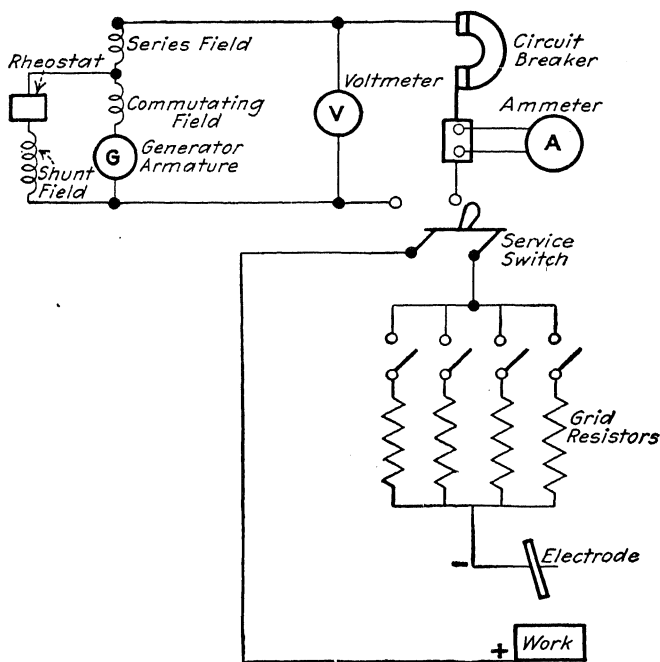 Series Field
Circuit
Breaker
Rheostat
Voltmeter
Commutating
Field
Ammeter
V
A
G
Generator
Armature
Shunt
Field
Service
Switch
Grid
Resistors
Electrode
-
+
Work